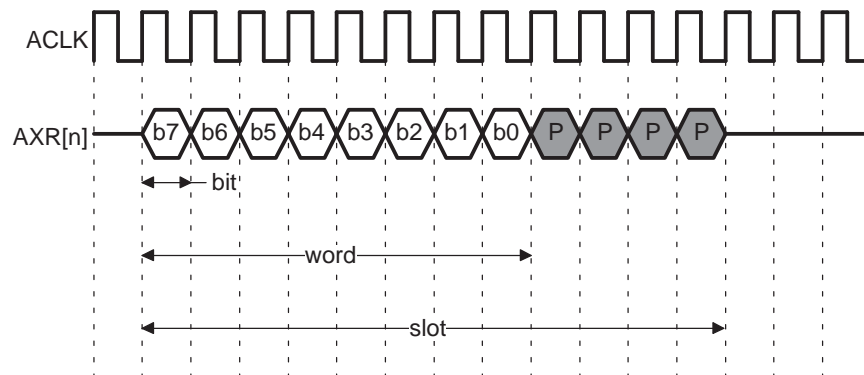 ACLK
AXR[n] b7 b6 b5 b4 b3 b2 b1 b0 P P P P
bit
word
slot